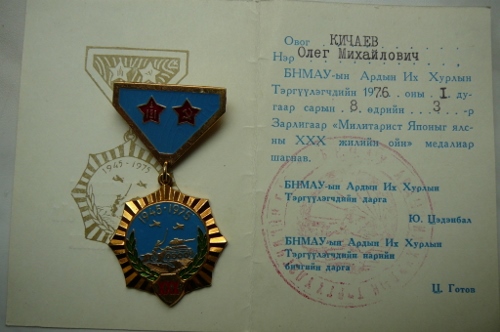 Овог КИЧАЕВ
Нэр Олег Михайлович
БНМАУ-ын Ардын Их Хурлын
Тэргүүлэгчдийн 1976 оны I ду-
гаар сарын 8 өдрийн 3-р
Зарлигаар «Милитарист Японыг ялс-
ны XXX жилийн ойн» медалиар
шагнав.
БНМАУ-ын Ардын Их Хурлын
Тэргүүлэгчдийн дарга
Ю. Цэдэнбал
БНМАУ-ын Ардын Их Хурлын
Тэргүүлэгчдийн нарийн
бичгийн дарга
Ц. Готов
1945-1975
1945-1975